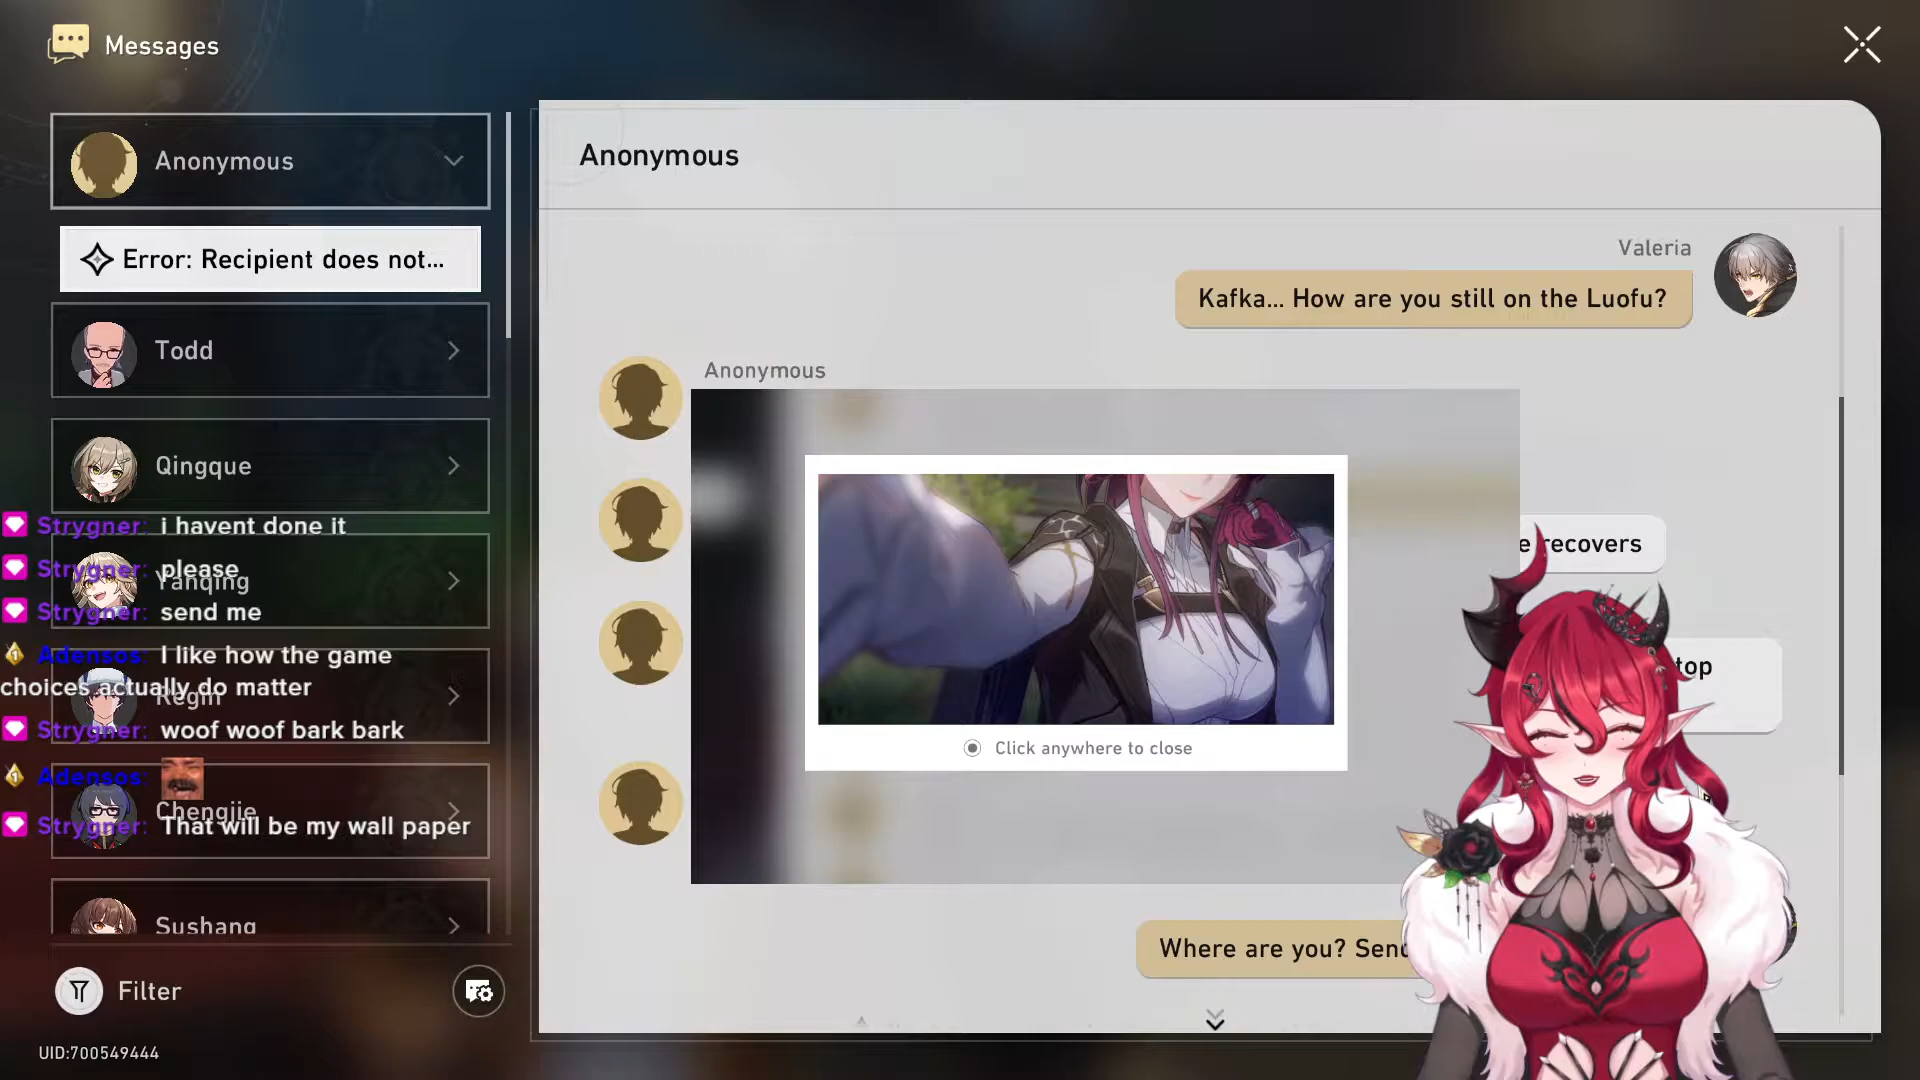 Messages
Anonymous
Error: Recipient does not...
Todd
Qingque
Yanqing
Regin
Chengjie
Sushang
Filter
UID:700549444
Strygner: i havent done it
Strygner: please
Strygner: send me
Adensos: I like how the game
choices actually do matter
Strygner: woof woof bark bark
Adensos:
Strygner: That will be my wall paper
Anonymous
Valeria
Kafka... How are you still on the Luofu?
Anonymous
e recovers
top
Click anywhere to close
Where are you? Send